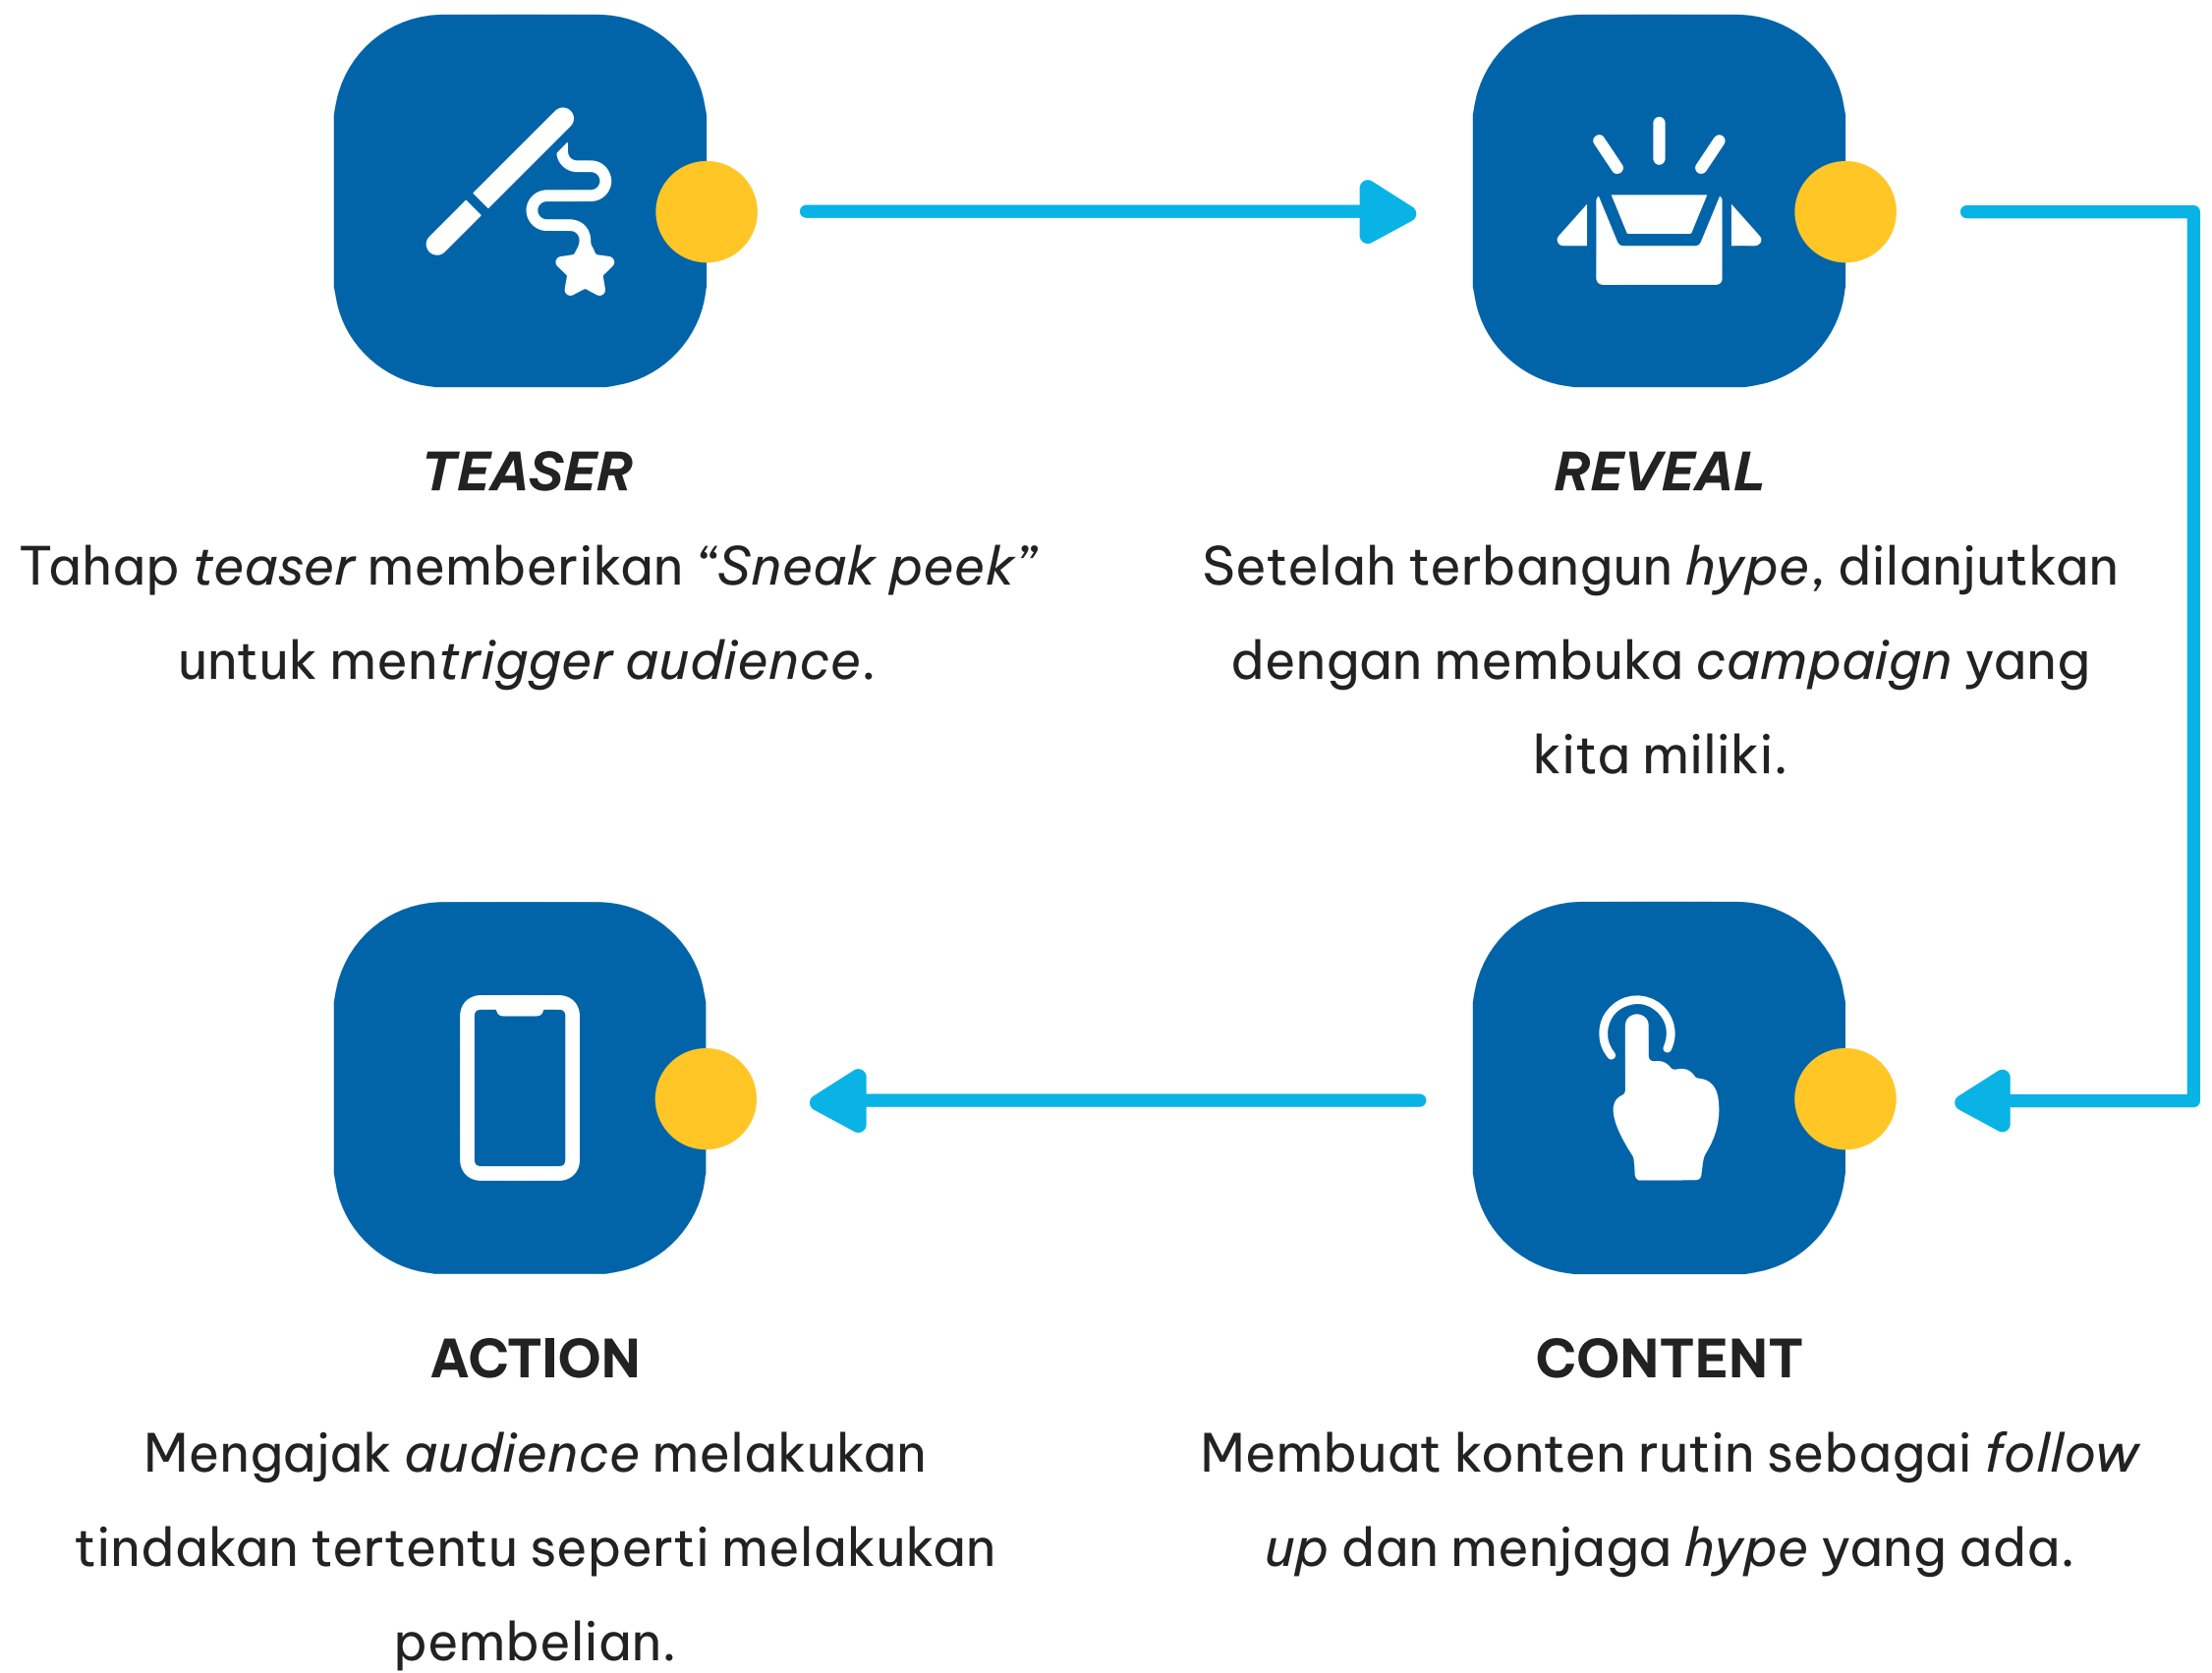 TEASER
Tahap teaser memberikan “Sneak peek”
untuk mentrigger audience.
REVEAL
Setelah terbangun hype, dilanjutkan
dengan membuka campaign yang
kita miliki.
ACTION
Mengajak audience melakukan
tindakan tertentu seperti melakukan
pembelian.
CONTENT
Membuat konten rutin sebagai follow
up dan menjaga hype yang ada.